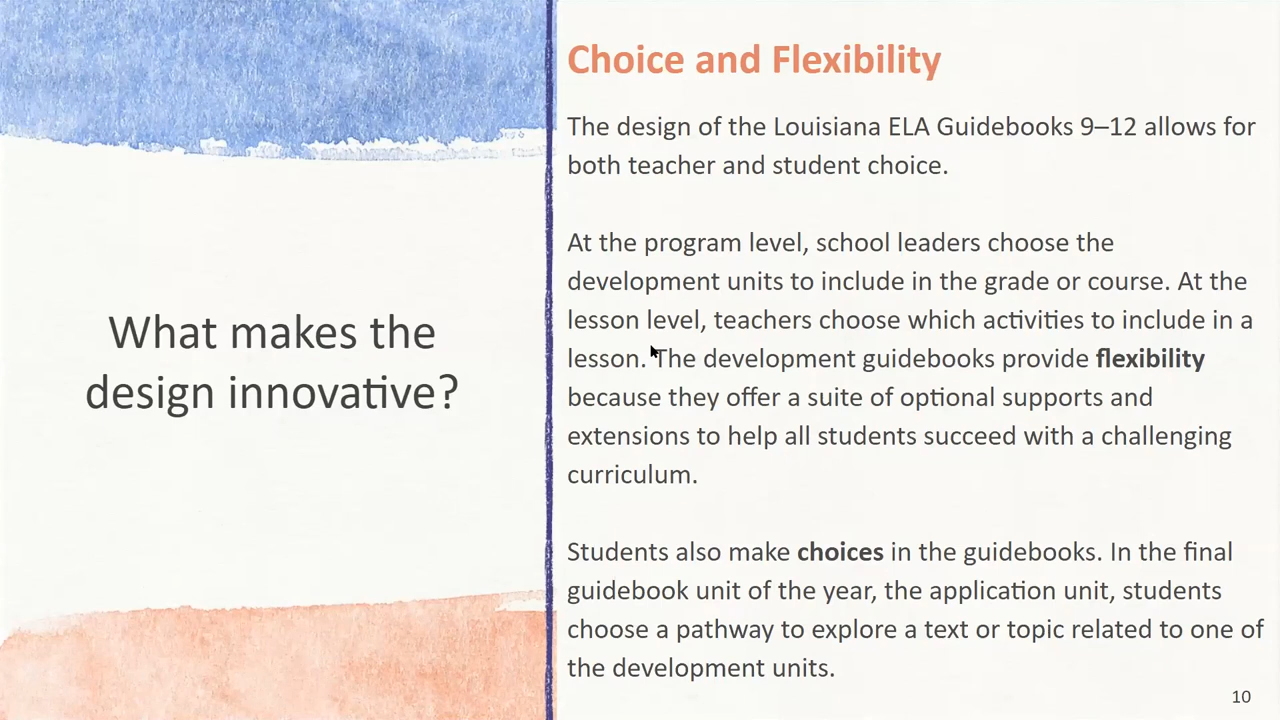 What makes the
design innovative?
Choice and Flexibility
The design of the Louisiana ELA Guidebooks 9–12 allows for
both teacher and student choice.
At the program level, school leaders choose the
development units to include in the grade or course. At the
lesson level, teachers choose which activities to include in a
lesson. The development guidebooks provide flexibility
because they offer a suite of optional supports and
extensions to help all students succeed with a challenging
curriculum.
Students also make choices in the guidebooks. In the final
guidebook unit of the year, the application unit, students
choose a pathway to explore a text or topic related to one of
the development units.
10